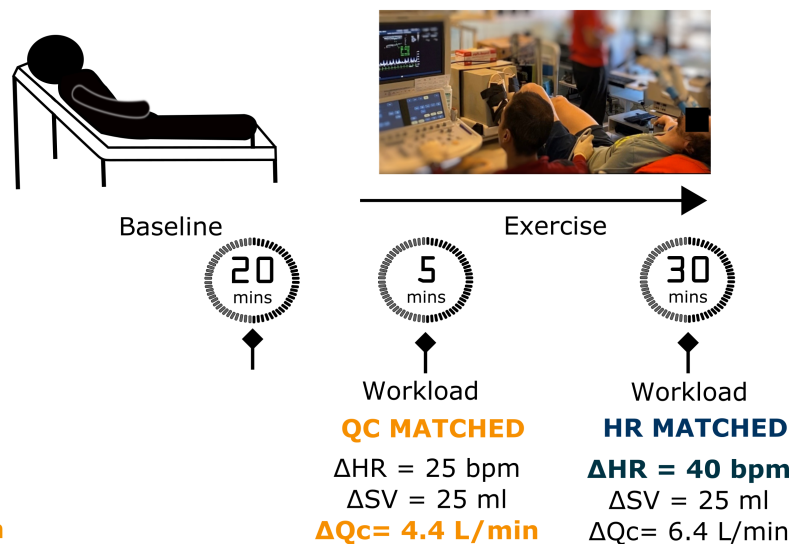 Baseline
Exercise
20
mins
5
mins
30
mins
Workload
Workload
QC MATCHED
HR MATCHED
ΔHR = 25 bpm
ΔHR = 40 bpm
ΔSV = 25 ml
ΔSV = 25 ml
ΔQc= 4.4 L/min
ΔQc= 6.4 L/min